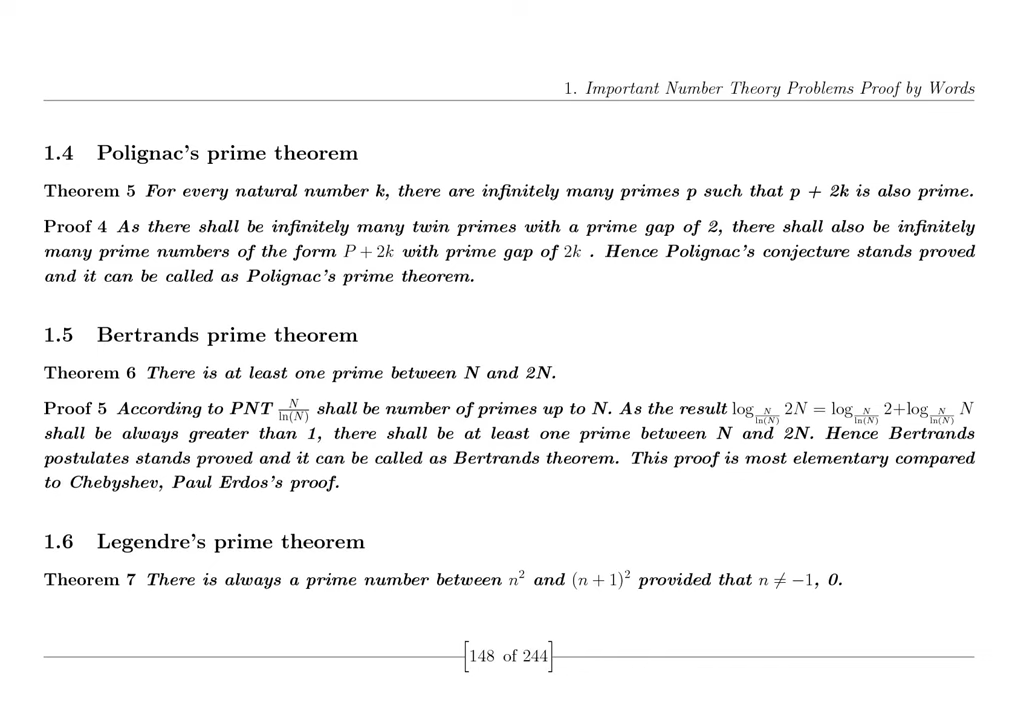 1. Important Number Theory Problems Proof by Words
1.4 Polignac's prime theorem
Theorem 5 For every natural number k, there are infinitely many primes p such that p + 2k is also prime.
Proof 4 As there shall be infinitely many twin primes with a prime gap of 2, there shall also be infinitely
many prime numbers of the form P + 2k with prime gap of 2k . Hence Polignac's conjecture stands proved
and it can be called as Polignac's prime theorem.
1.5 Bertrands prime theorem
Theorem 6 There is at least one prime between N and 2N.
Proof 5 According to PNT \frac{N}{\ln(N)} shall be number of primes up to N. As the result \log_{\frac{N}{\ln(N)}} 2N = \log_{\frac{N}{\ln(N)}} 2 + \log_{\frac{N}{\ln(N)}} N
shall be always greater than 1, there shall be at least one prime between N and 2N. Hence Bertrands
postulates stands proved and it can be called as Bertrands theorem. This proof is most elementary compared
to Chebyshev, Paul Erdos's proof.
1.6 Legendre's prime theorem
Theorem 7 There is always a prime number between n² and (n + 1)² provided that n ≠ −1, 0.
[148 of 244]